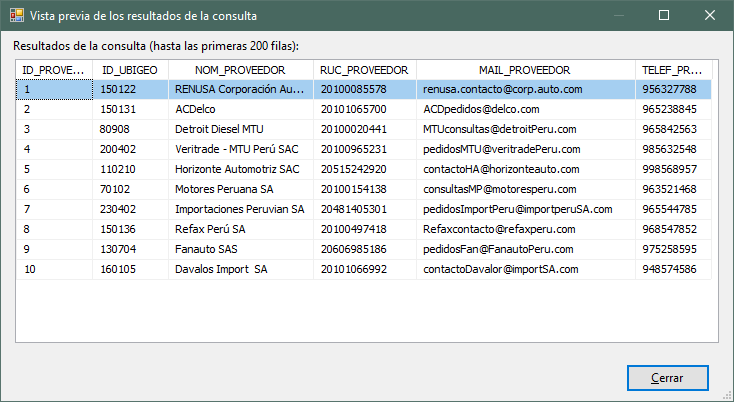 Vista previa de los resultados de la consulta
Resultados de la consulta (hasta las primeras 200 filas):
ID_PROVE... ID_UBIGEO NOM_PROVEEDOR RUC_PROVEEDOR MAIL_PROVEEDOR TELEF_PR...
1 150122 RENUSA Corporación Au... 20100085578 renusa.contacto@corp.auto.com 956327788
2 150131 ACDelco 20101065700 ACDpedidos@delco.com 965238845
3 80908 Detroit Diesel MTU 20100020441 MTUconsultas@detroitPeru.com 965842563
4 200402 Veritrade - MTU Perú SAC 20100965231 pedidosMTU@veritradePeru.com 985632548
5 110210 Horizonte Automotriz SAC 20515242920 contactoHA@horizonteauto.com 998568957
6 70102 Motores Peruana SA 20100154138 consultasMP@motoresperu.com 963521468
7 230402 Importaciones Peruvian SA 20481405301 pedidosImportPeru@importperuSA.com 965544785
8 150136 Refax Perú SA 20100497418 Refaxcontacto@refaxperu.com 968547852
9 130704 Fanauto SAS 20606985186 pedidosFan@FanautoPeru.com 975258595
10 160105 Davalos Import  SA 20101066992 contactoDavalor@importSA.com 948574586
Cerrar